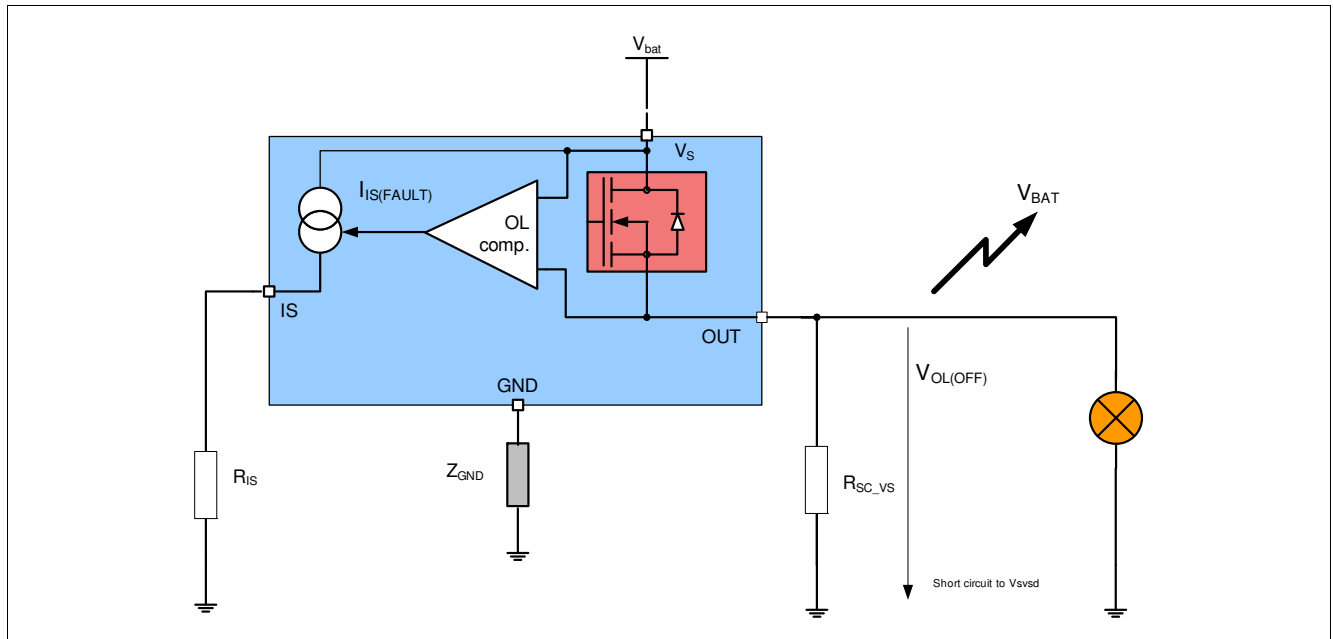 Vbat
VS
IIS(FAULT)
OL
comp.
VBAT
IS
OUT
VOL(OFF)
GND
ZGND
RIS
RSC_VS
Short circuit to Vsvsd